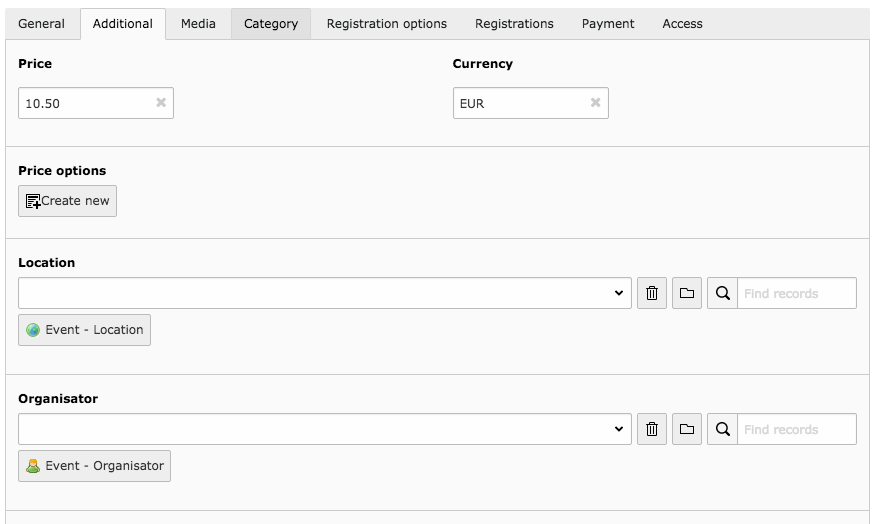 General Additional Media Category Registration options Registrations Payment Access
Price Currency
10.50 EUR
Price options
Create new
Location
Find records
Event - Location
Organisator
Find records
Event - Organisator